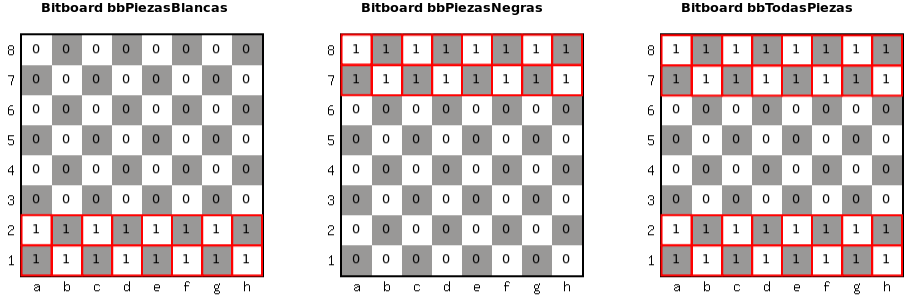 Bitboard bbPiezasBlancas
8 0 0 0 0 0 0 0 0
7 0 0 0 0 0 0 0 0
6 0 0 0 0 0 0 0 0
5 0 0 0 0 0 0 0 0
4 0 0 0 0 0 0 0 0
3 0 0 0 0 0 0 0 0
2 1 1 1 1 1 1 1 1
1 1 1 1 1 1 1 1 1
a b c d e f g h
Bitboard bbPiezasNegras
8 1 1 1 1 1 1 1 1
7 1 1 1 1 1 1 1 1
6 0 0 0 0 0 0 0 0
5 0 0 0 0 0 0 0 0
4 0 0 0 0 0 0 0 0
3 0 0 0 0 0 0 0 0
2 0 0 0 0 0 0 0 0
1 0 0 0 0 0 0 0 0
a b c d e f g h
Bitboard bbTodasPiezas
8 1 1 1 1 1 1 1 1
7 1 1 1 1 1 1 1 1
6 0 0 0 0 0 0 0 0
5 0 0 0 0 0 0 0 0
4 0 0 0 0 0 0 0 0
3 0 0 0 0 0 0 0 0
2 1 1 1 1 1 1 1 1
1 1 1 1 1 1 1 1 1
a b c d e f g h